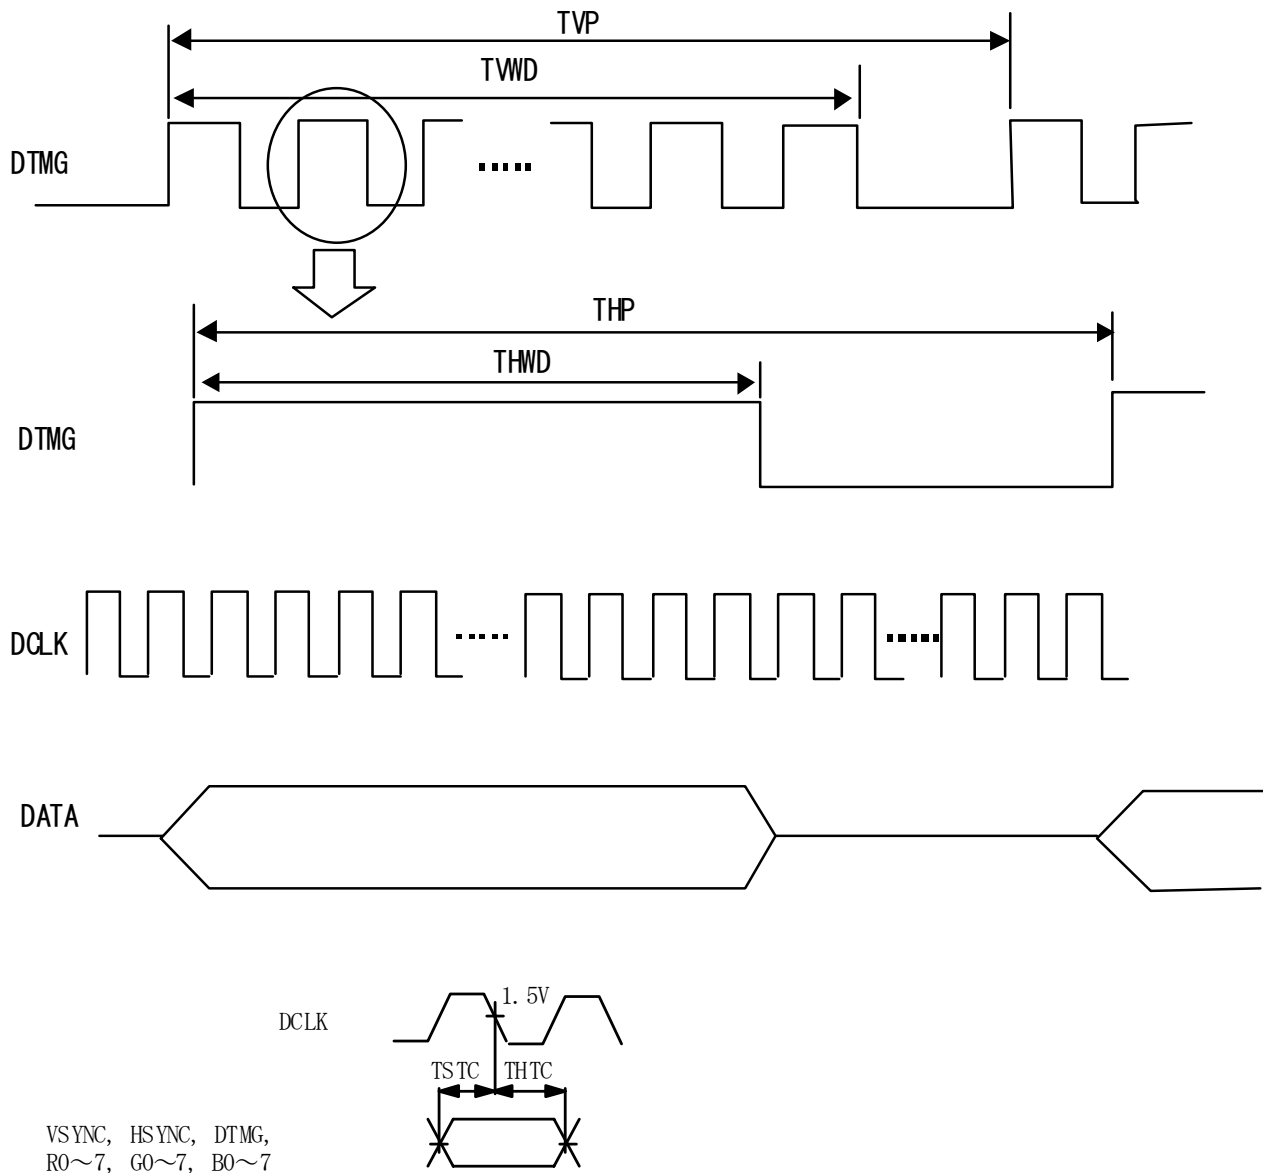 TVP
TVWD
DTMG
THP
THWD
DTMG
DCLK
DATA
1.5V
DCLK
TSTC THTC
VSYNC, HSYNC, DTMG,
R0～7, G0～7, B0～7